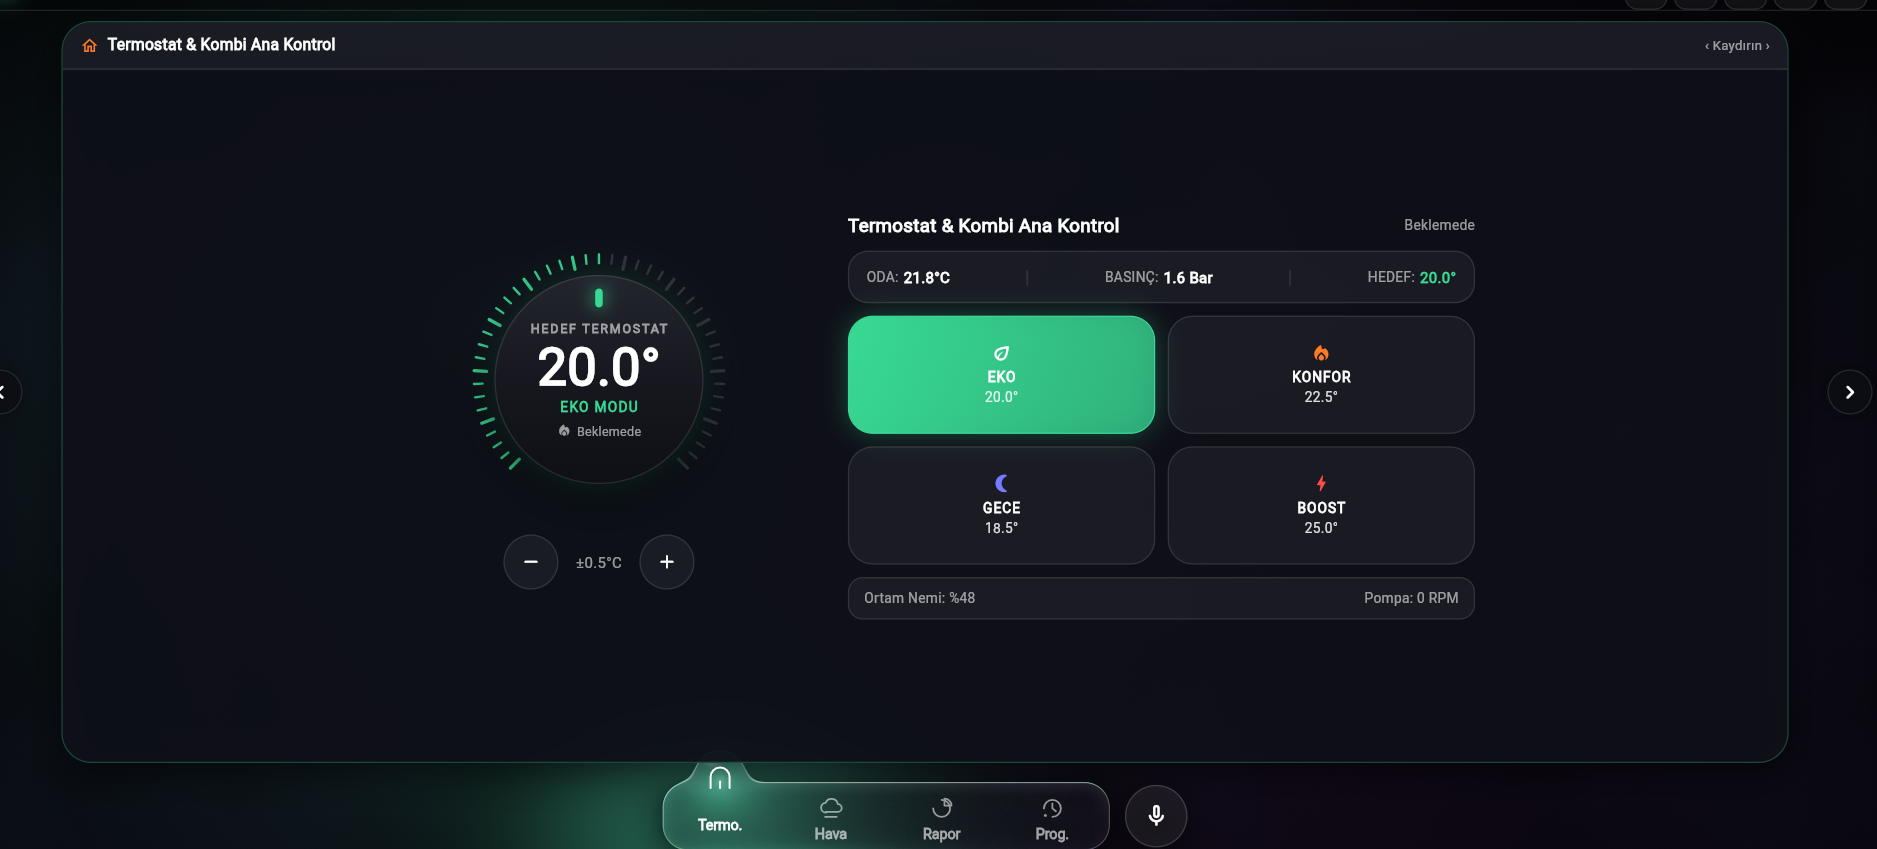 Termostat & Kombi Ana Kontrol
‹ Kaydırın ›
HEDEF TERMOSTAT
20.0°
EKO MODU
Beklemede
±0.5°C
Termostat & Kombi Ana Kontrol
Beklemede
ODA: 21.8°C
BASINÇ: 1.6 Bar
HEDEF: 20.0°
EKO
20.0°
KONFOR
22.5°
GECE
18.5°
BOOST
25.0°
Ortam Nemi: %48
Pompa: 0 RPM
Termo.
Hava
Rapor
Prog.